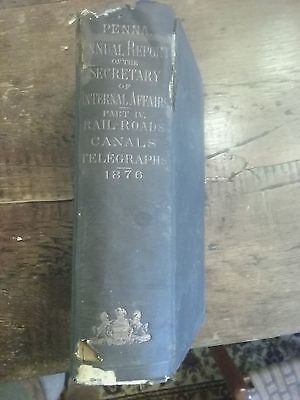 PENNA
ANNUAL REPORT
OF THE
SECRETARY
OF
INTERNAL AFFAIRS
PART IV.
RAIL-ROADS
CANALS
TELEGRAPHS
1876